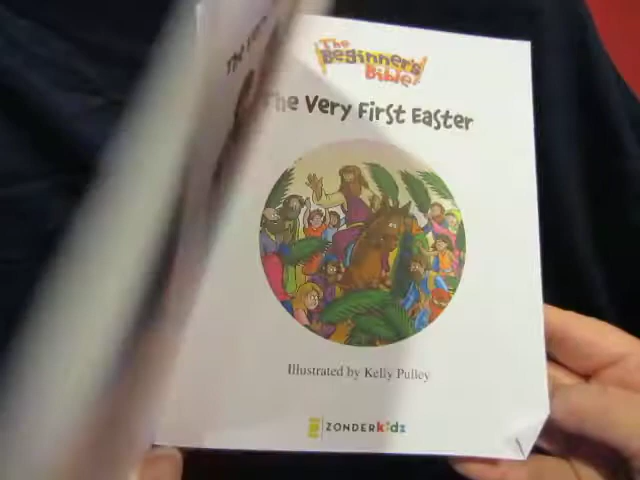 The
Beginner's
Bible
The Very First Easter
Illustrated by Kelly Pulley
ZONDERkidz